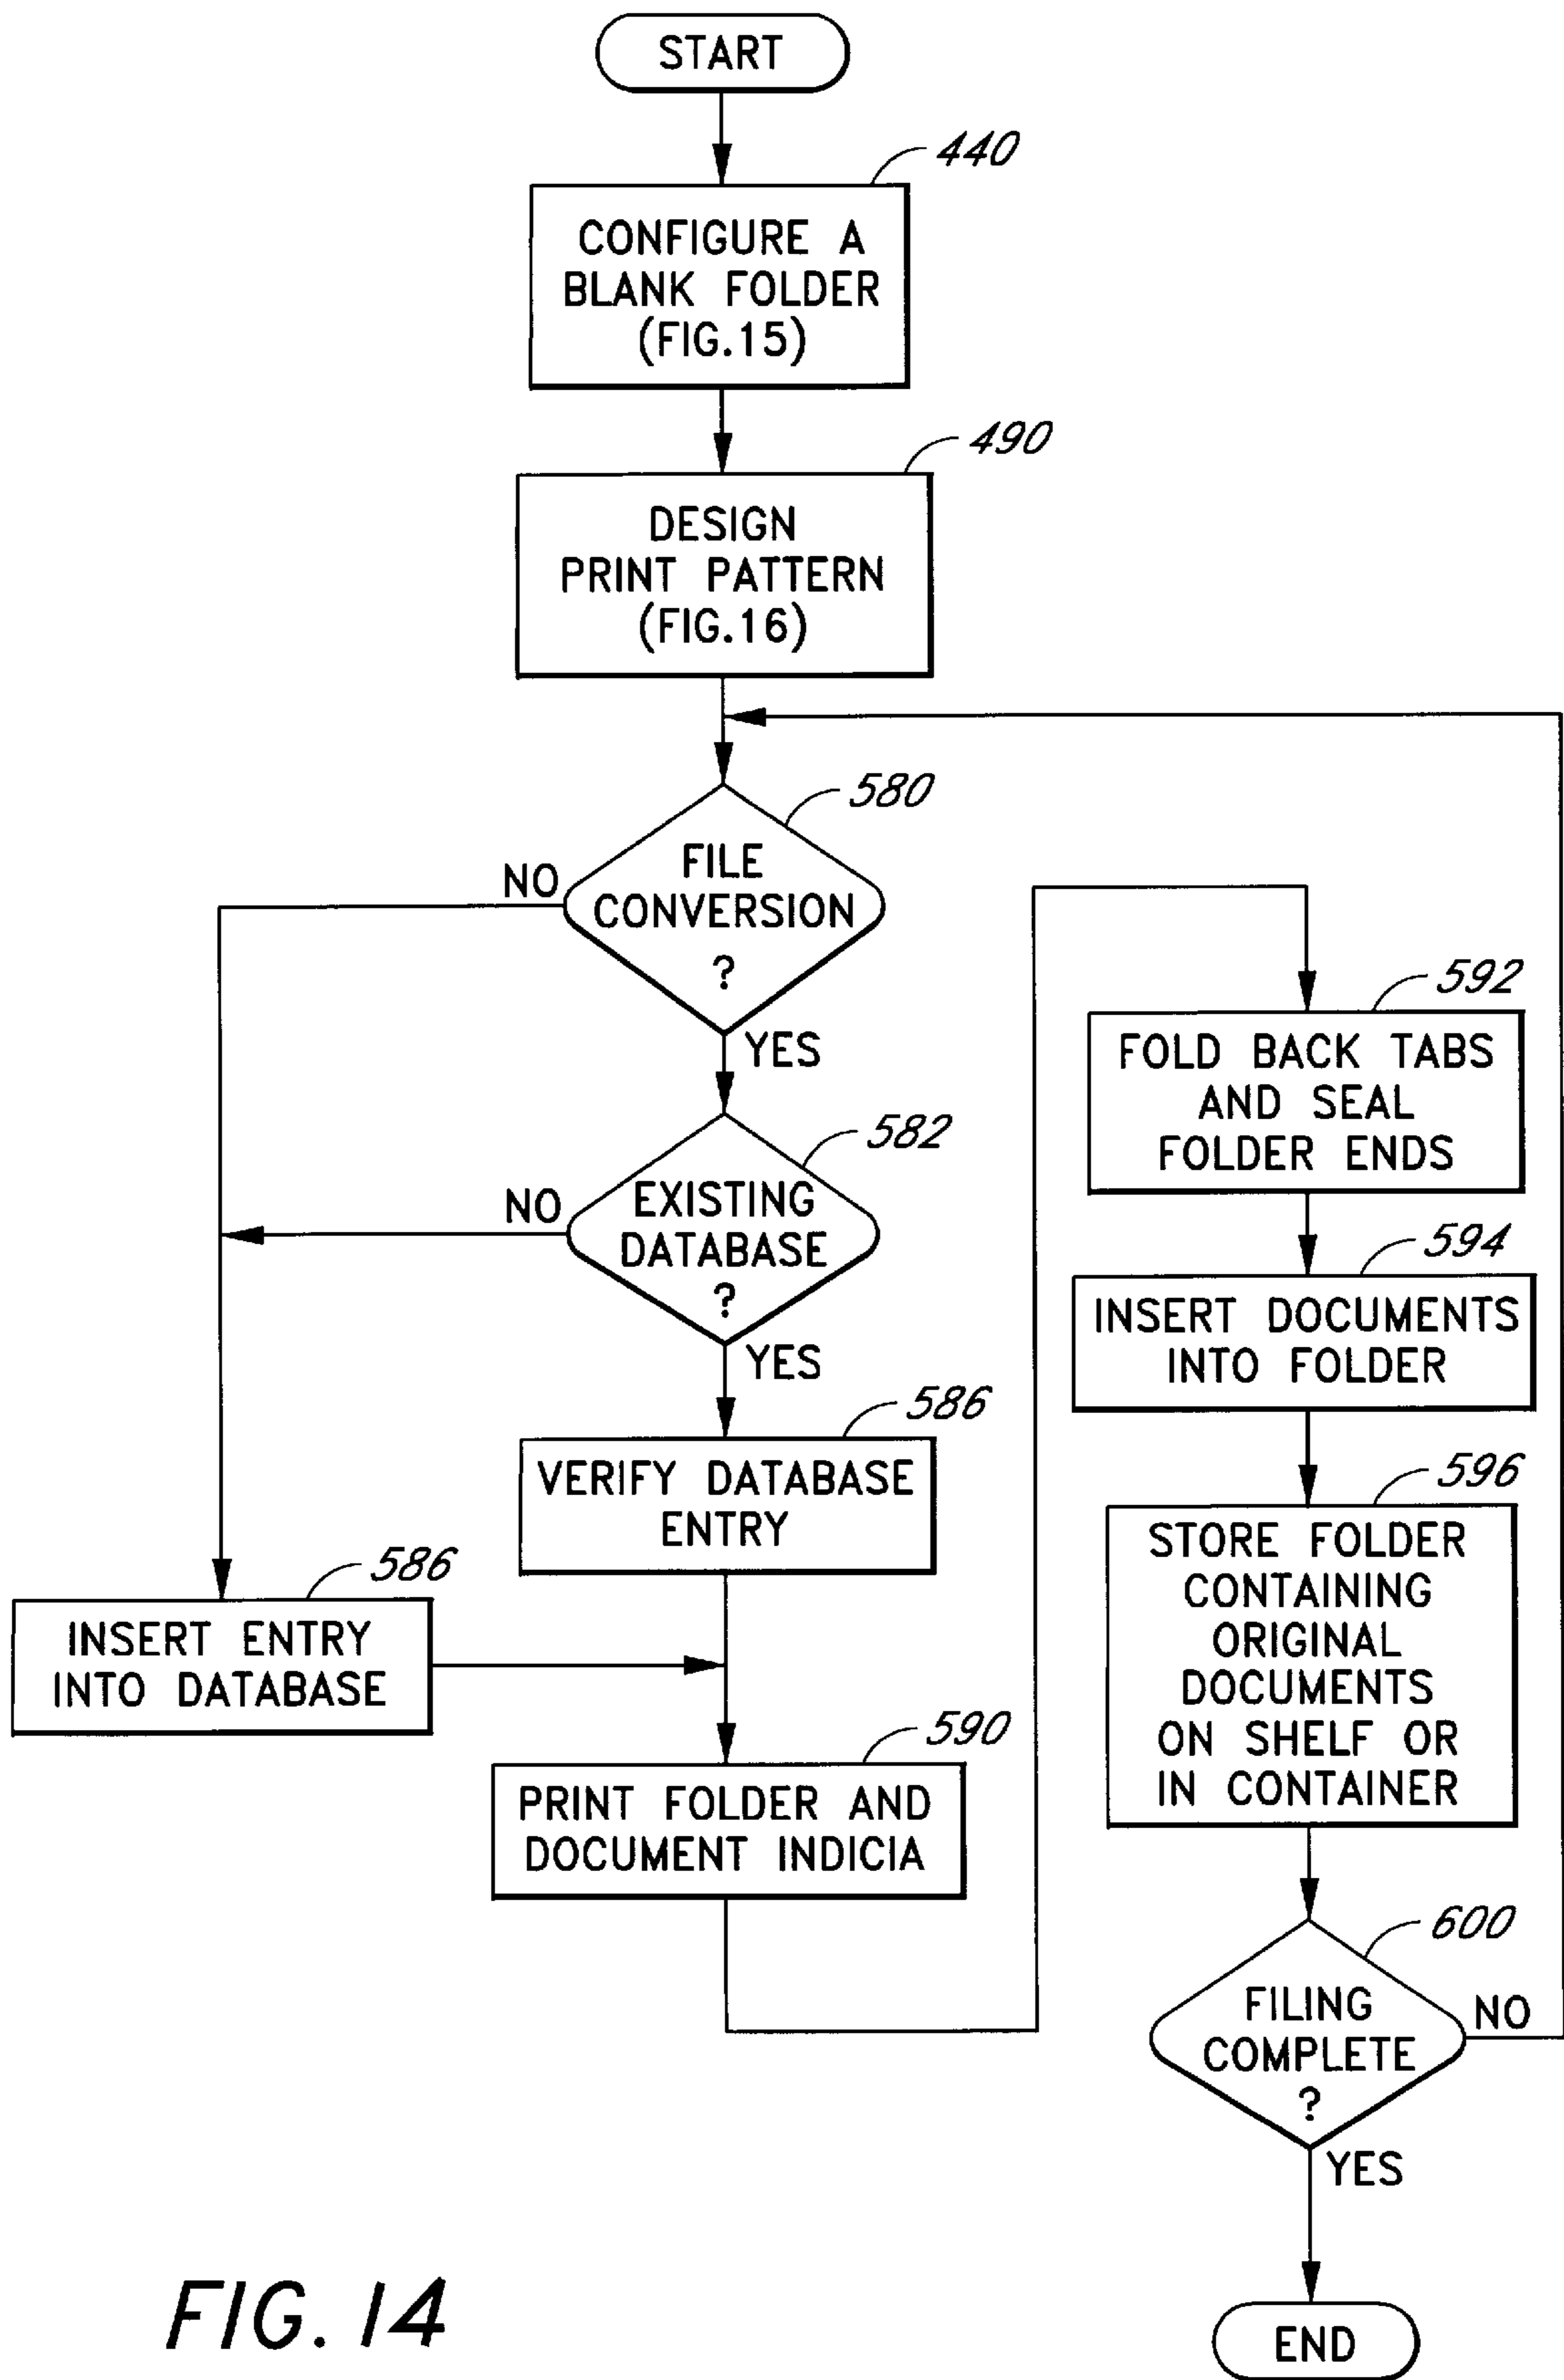 START
440
CONFIGURE A
BLANK FOLDER
(FIG.15)
490
DESIGN
PRINT PATTERN
(FIG.16)
580
FILE
CONVERSION
?
NO
YES
582
EXISTING
DATABASE
?
NO
YES
586
VERIFY DATABASE
ENTRY
586
INSERT ENTRY
INTO DATABASE
590
PRINT FOLDER AND
DOCUMENT INDICIA
592
FOLD BACK TABS
AND SEAL
FOLDER ENDS
594
INSERT DOCUMENTS
INTO FOLDER
596
STORE FOLDER
CONTAINING
ORIGINAL
DOCUMENTS
ON SHELF OR
IN CONTAINER
600
FILING
COMPLETE
?
NO
YES
END
FIG. 14